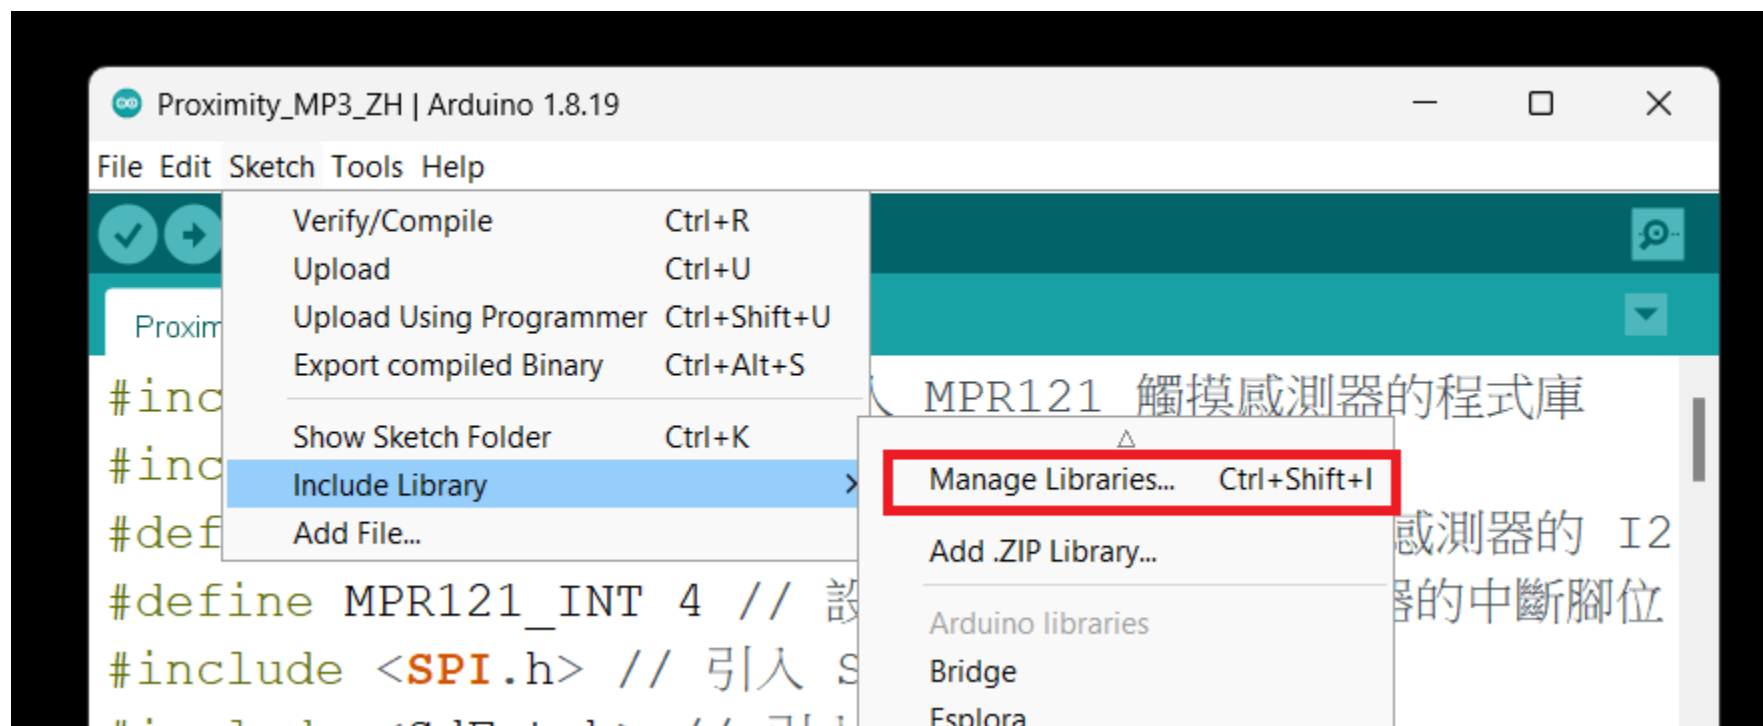 Proximity_MP3_ZH | Arduino 1.8.19
File Edit Sketch Tools Help
Verify/Compile Ctrl+R
Upload Ctrl+U
Proxim
Upload Using Programmer Ctrl+Shift+U
Export compiled Binary Ctrl+Alt+S
#inc
MPR121 觸摸感測器的程式庫
Show Sketch Folder Ctrl+K
#inc
Include Library
Manage Libraries... Ctrl+Shift+I
#def
Add File...
感測器的 I2
Add .ZIP Library...
#define MPR121_INT 4 // 設
器的中斷腳位
Arduino libraries
#include <SPI.h> // 引入 S
Bridge
Esplora